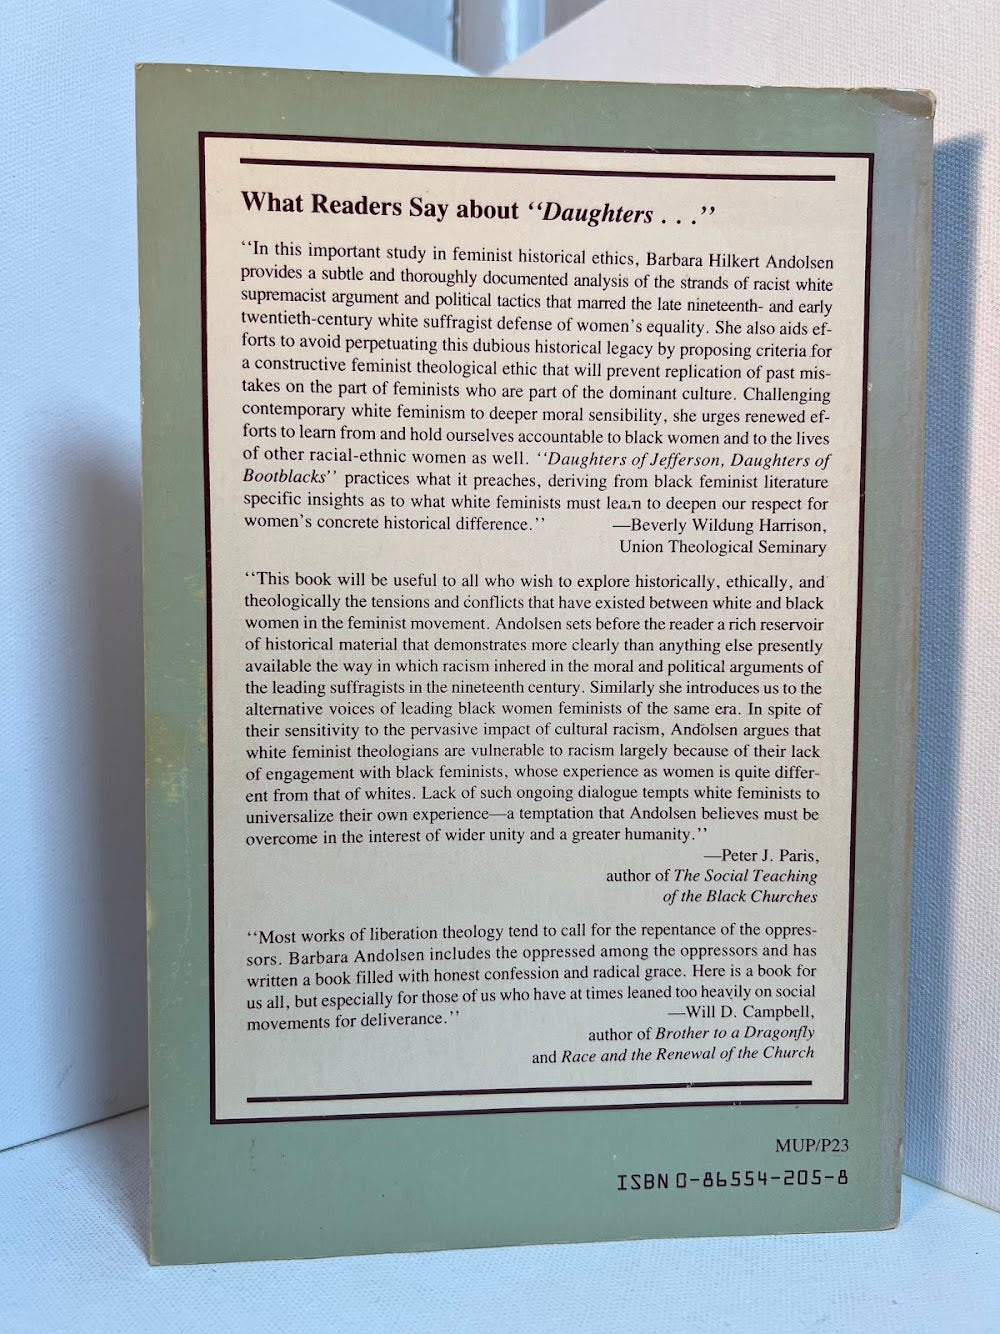 What Readers Say about “Daughters . . .”
“In this important study in feminist historical ethics, Barbara Hilkert Andolsen
provides a subtle and thoroughly documented analysis of the strands of racist white
supremacist argument and political tactics that marred the late nineteenth- and early
twentieth-century white suffragist defense of women’s equality. She also aids ef-
forts to avoid perpetuating this dubious historical legacy by proposing criteria for
a constructive feminist theological ethic that will prevent replication of past mis-
takes on the part of feminists who are part of the dominant culture. Challenging
contemporary white feminism to deeper moral sensibility, she urges renewed ef-
forts to learn from and hold ourselves accountable to black women and to the lives
of other racial-ethnic women as well. “Daughters of Jefferson, Daughters of
Bootblacks” practices what it preaches, deriving from black feminist literature
specific insights as to what white feminists must learn to deepen our respect for
women’s concrete historical difference.” —Beverly Wildung Harrison,
Union Theological Seminary
“This book will be useful to all who wish to explore historically, ethically, and
theologically the tensions and conflicts that have existed between white and black
women in the feminist movement. Andolsen sets before the reader a rich reservoir
of historical material that demonstrates more clearly than anything else presently
available the way in which racism inhered in the moral and political arguments of
the leading suffragists in the nineteenth century. Similarly she introduces us to the
alternative voices of leading black women feminists of the same era. In spite of
their sensitivity to the pervasive impact of cultural racism, Andolsen argues that
white feminist theologians are vulnerable to racism largely because of their lack
of engagement with black feminists, whose experience as women is quite differ-
ent from that of whites. Lack of such ongoing dialogue tempts white feminists to
universalize their own experience—a temptation that Andolsen believes must be
overcome in the interest of wider unity and a greater humanity.”
—Peter J. Paris,
author of The Social Teaching
of the Black Churches
“Most works of liberation theology tend to call for the repentance of the oppres-
sors. Barbara Andolsen includes the oppressed among the oppressors and has
written a book filled with honest confession and radical grace. Here is a book for
us all, but especially for those of us who have at times leaned too heavily on social
movements for deliverance.” —Will D. Campbell,
author of Brother to a Dragonfly
and Race and the Renewal of the Church
MUP/P23
ISBN 0-86554-205-8